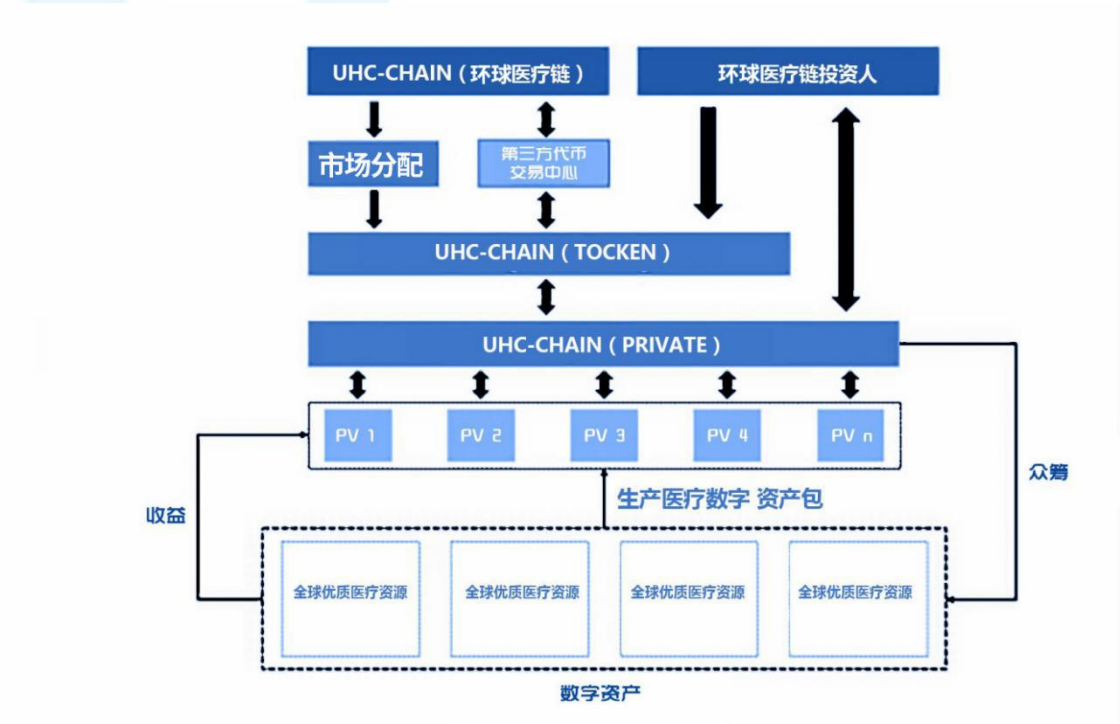 UHC-CHAIN（环球医疗链）
环球医疗链投资人
市场分配
第三方代币
交易中心
UHC-CHAIN（TOCKEN）
UHC-CHAIN（PRIVATE）
PV 1
PV 2
PV 3
PV 4
PV n
众筹
生产医疗数字 资产包
收益
全球优质医疗资源
全球优质医疗资源
全球优质医疗资源
全球优质医疗资源
数字资产